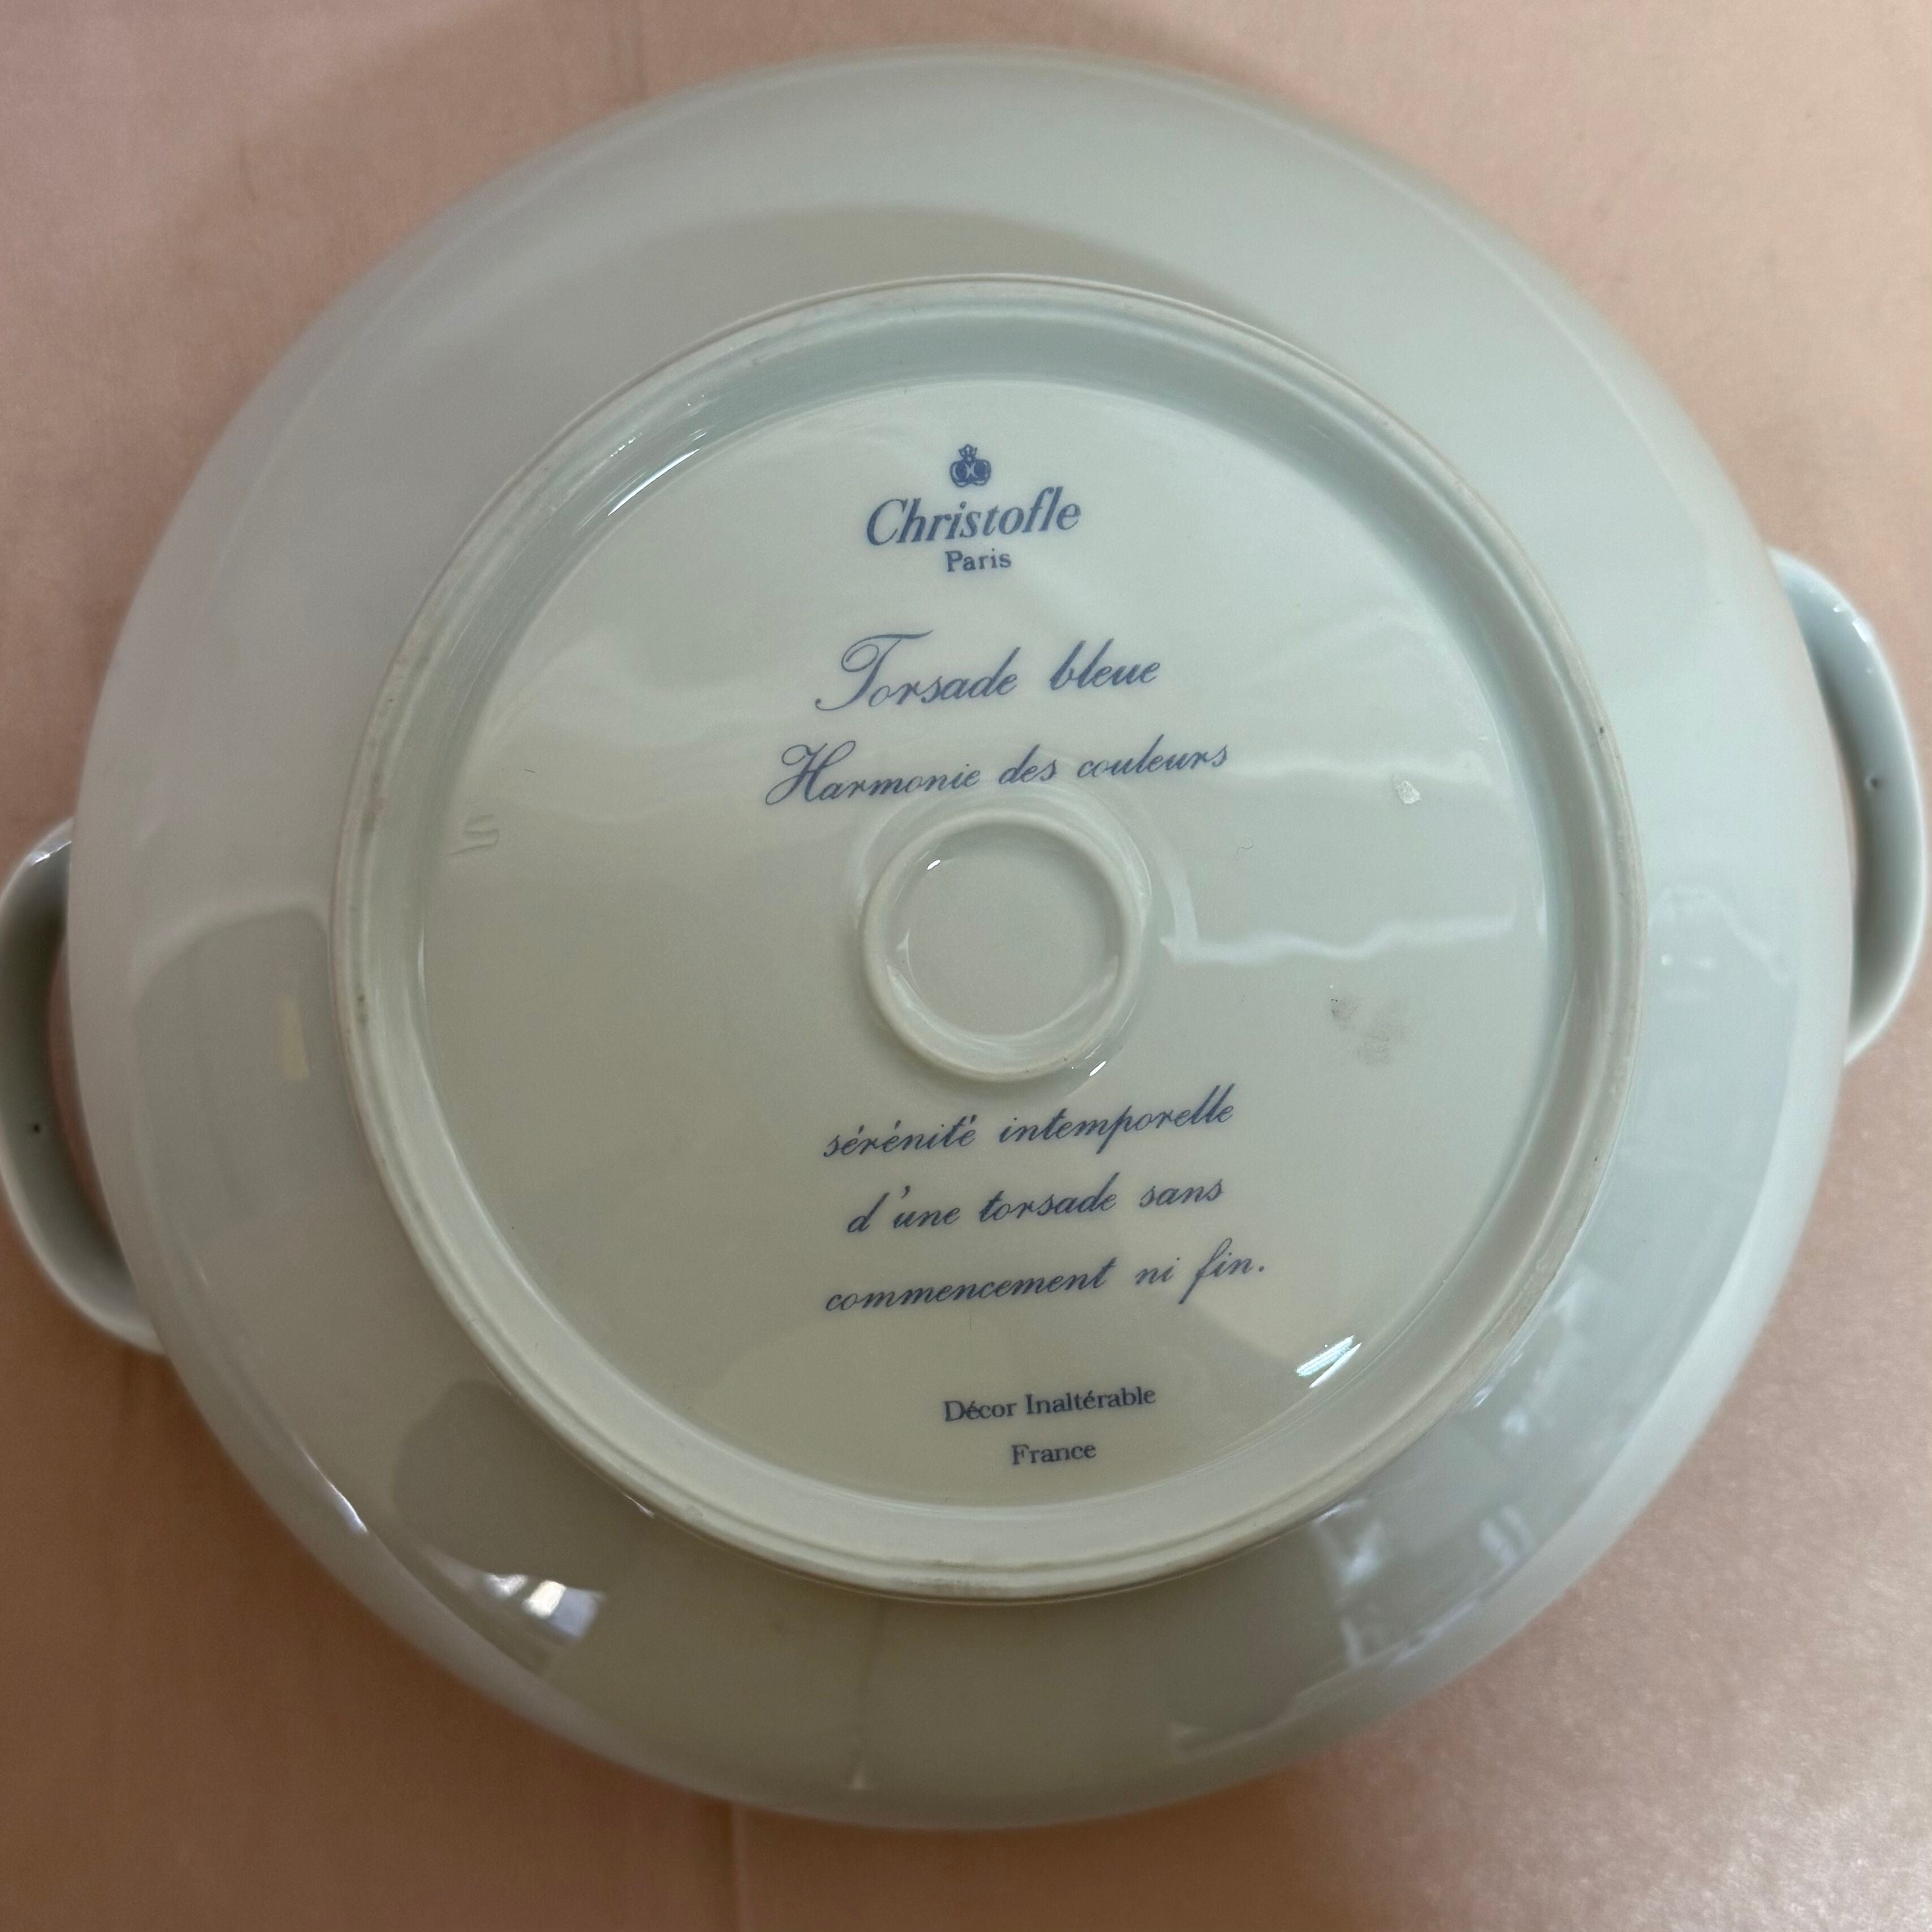 Christofle
Paris
Torsade bleue
Harmonie des couleurs
sérénité intemporelle
d'une torsade sans
commencement ni fin.
Décor Inaltérable
France